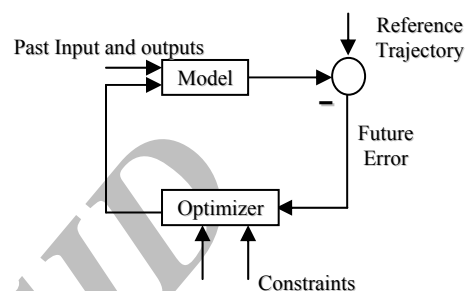 Reference
Trajectory
Past Input and outputs
Model
Future
Error
Optimizer
Constraints